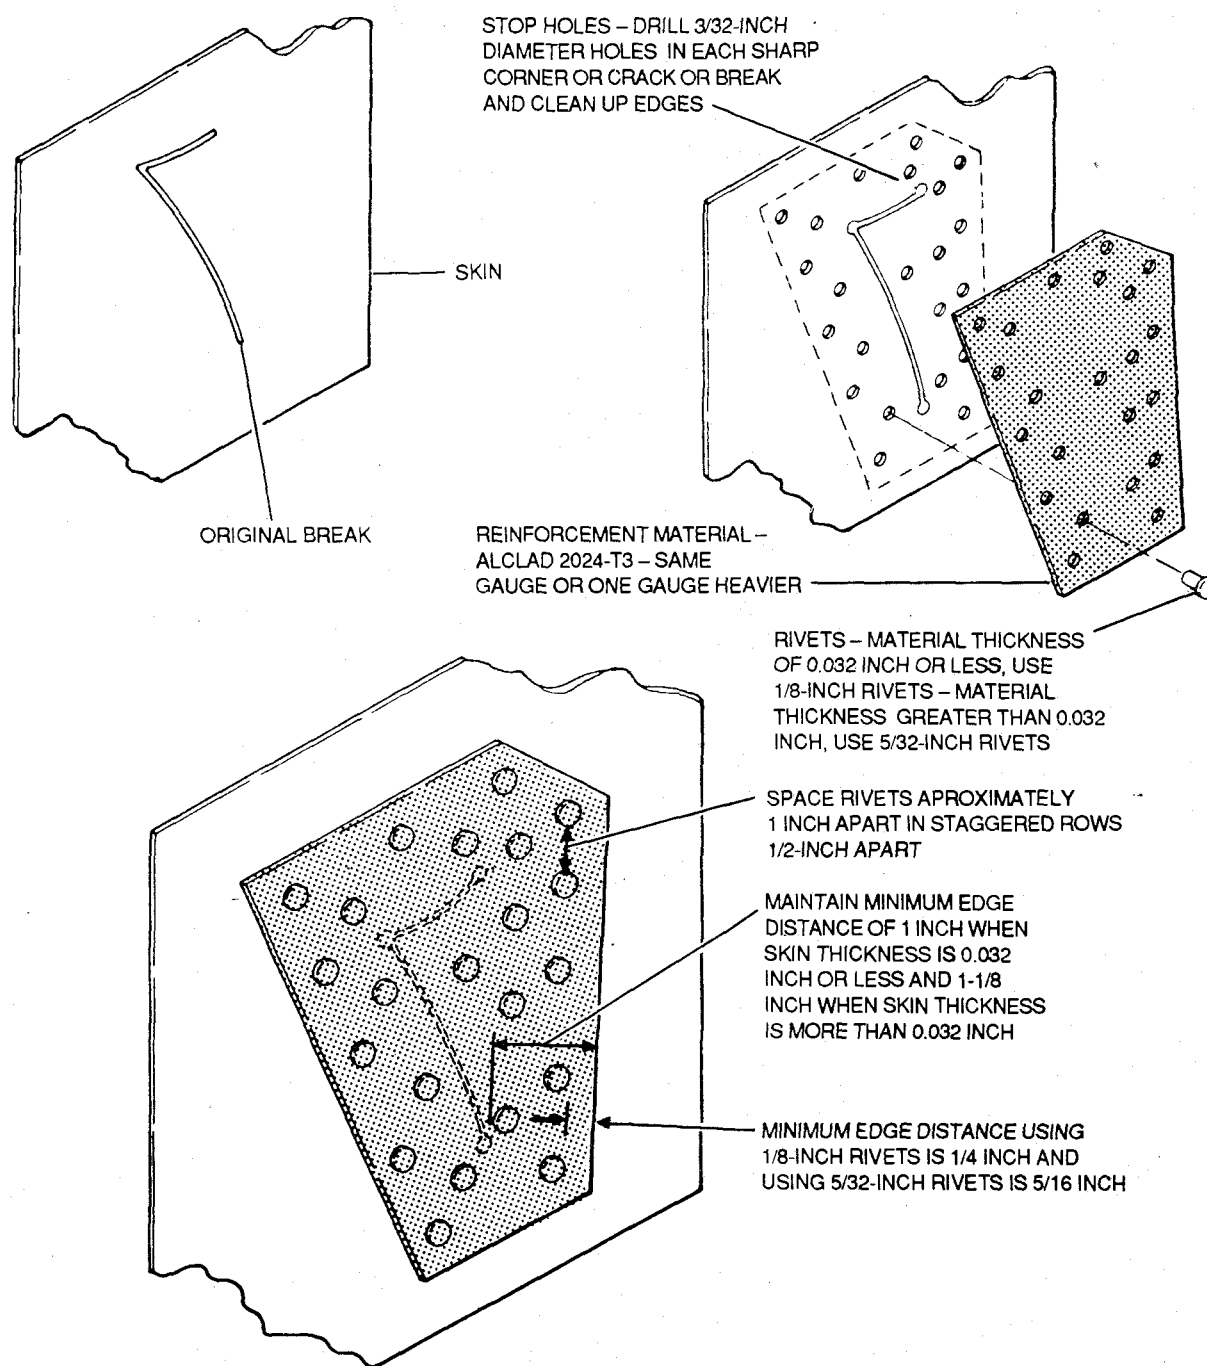 STOP HOLES – DRILL 3/32-INCH
DIAMETER HOLES IN EACH SHARP
CORNER OR CRACK OR BREAK
AND CLEAN UP EDGES
SKIN
ORIGINAL BREAK
REINFORCEMENT MATERIAL –
ALCLAD 2024-T3 – SAME
GAUGE OR ONE GAUGE HEAVIER
RIVETS – MATERIAL THICKNESS
OF 0.032 INCH OR LESS, USE
1/8-INCH RIVETS – MATERIAL
THICKNESS GREATER THAN 0.032
INCH, USE 5/32-INCH RIVETS
SPACE RIVETS APROXIMATELY
1 INCH APART IN STAGGERED ROWS
1/2-INCH APART
MAINTAIN MINIMUM EDGE
DISTANCE OF 1 INCH WHEN
SKIN THICKNESS IS 0.032
INCH OR LESS AND 1-1/8
INCH WHEN SKIN THICKNESS
IS MORE THAN 0.032 INCH
MINIMUM EDGE DISTANCE USING
1/8-INCH RIVETS IS 1/4 INCH AND
USING 5/32-INCH RIVETS IS 5/16 INCH